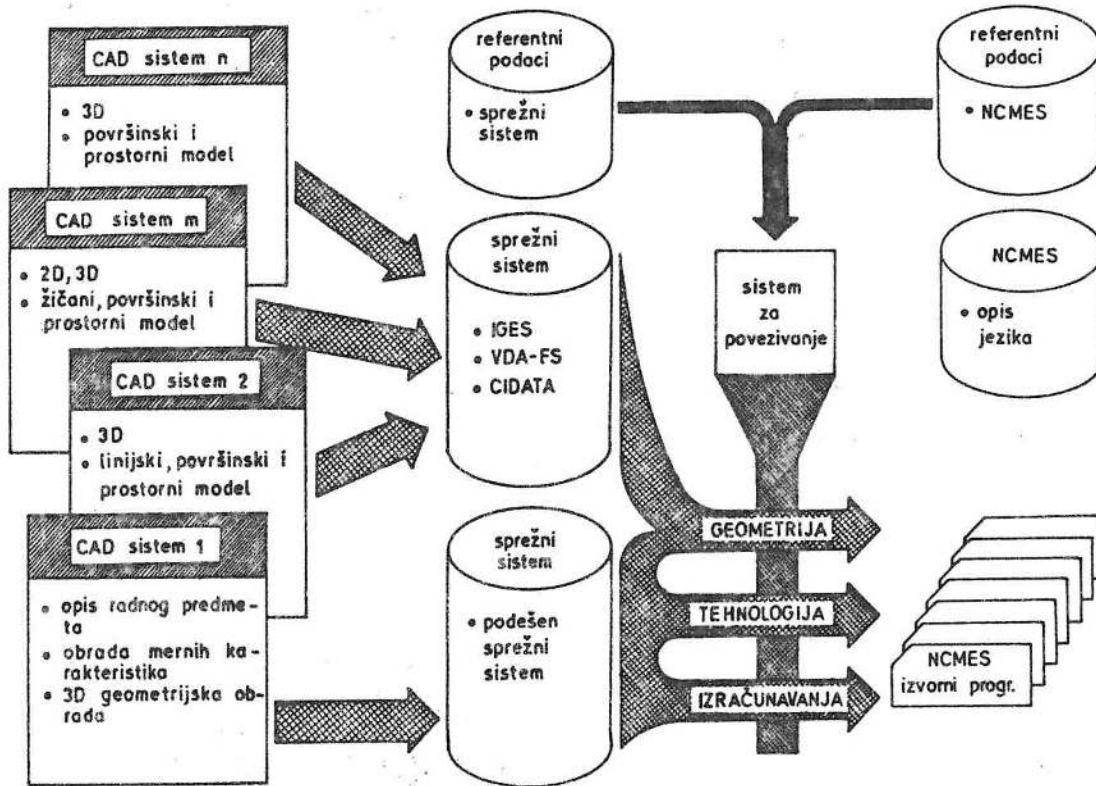 CAD sistem n
• 3D
• površinski i
prostorni model
CAD sistem m
• 2D, 3D
• žičani, površinski i
prostorni model
CAD sistem 2
• 3D
• linijski, površinski i
prostorni model
CAD sistem 1
• opis radnog predme-
ta
• obrada mernih ka-
rakteristika
• 3D geometrijska ob-
rada
referentni
podaci
• sprežni
sistem
sprežni
sistem
• IGES
• VDA-FS
• CIDATA
sprežni
sistem
• podešen
sprežni
sistem
referentni
podaci
• NCMES
sistem
za
povezivanje
NCMES
• opis
jezika
GEOMETRIJA
TEHNOLOGIJA
IZRAČUNAVANJA
NCMES
izvorni progr.